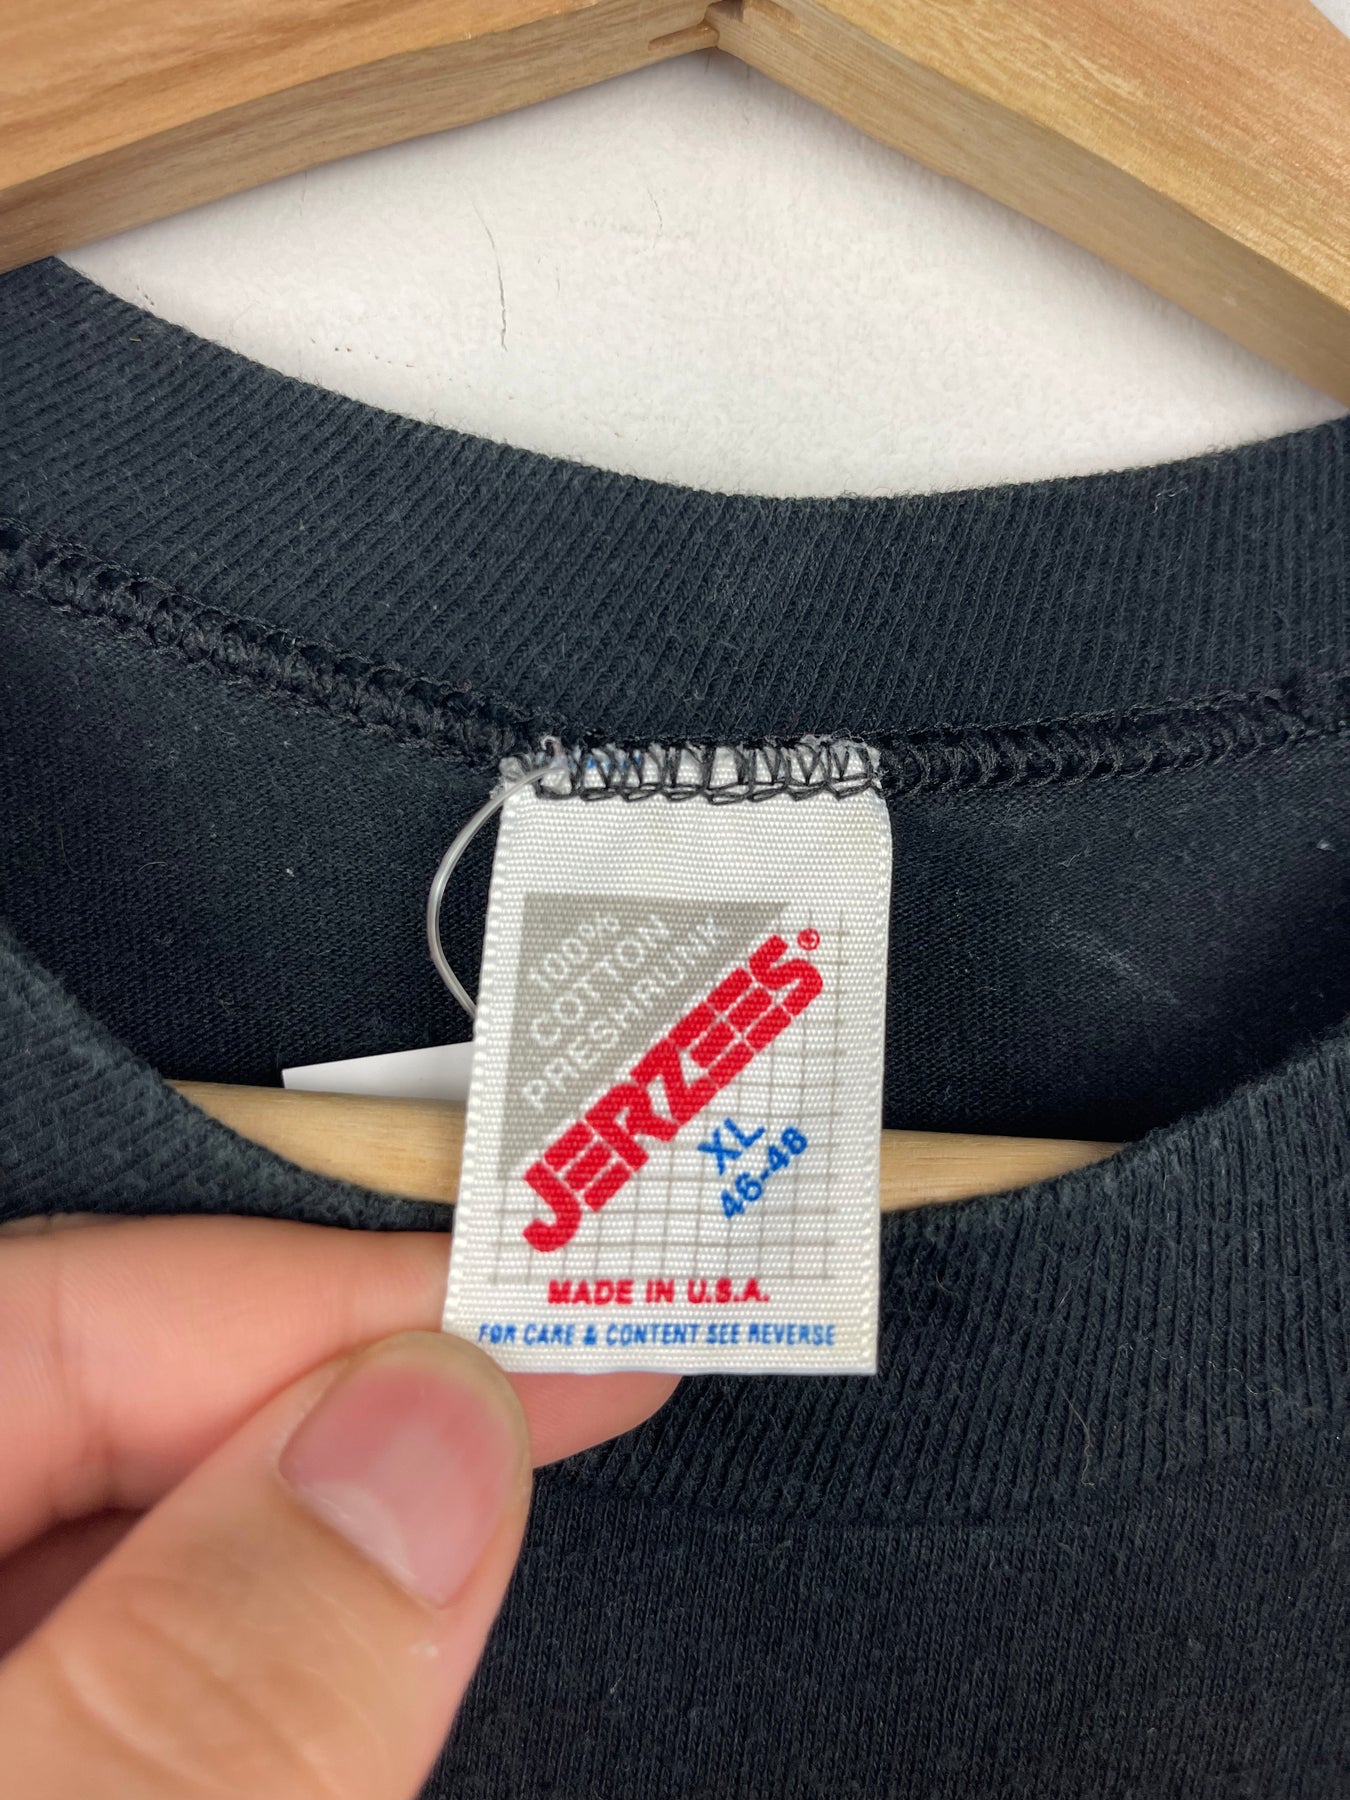 100%
COTTON
PRESHRUNK
JERZEES®
XL
46-48
MADE IN U.S.A.
FOR CARE & CONTENT SEE REVERSE